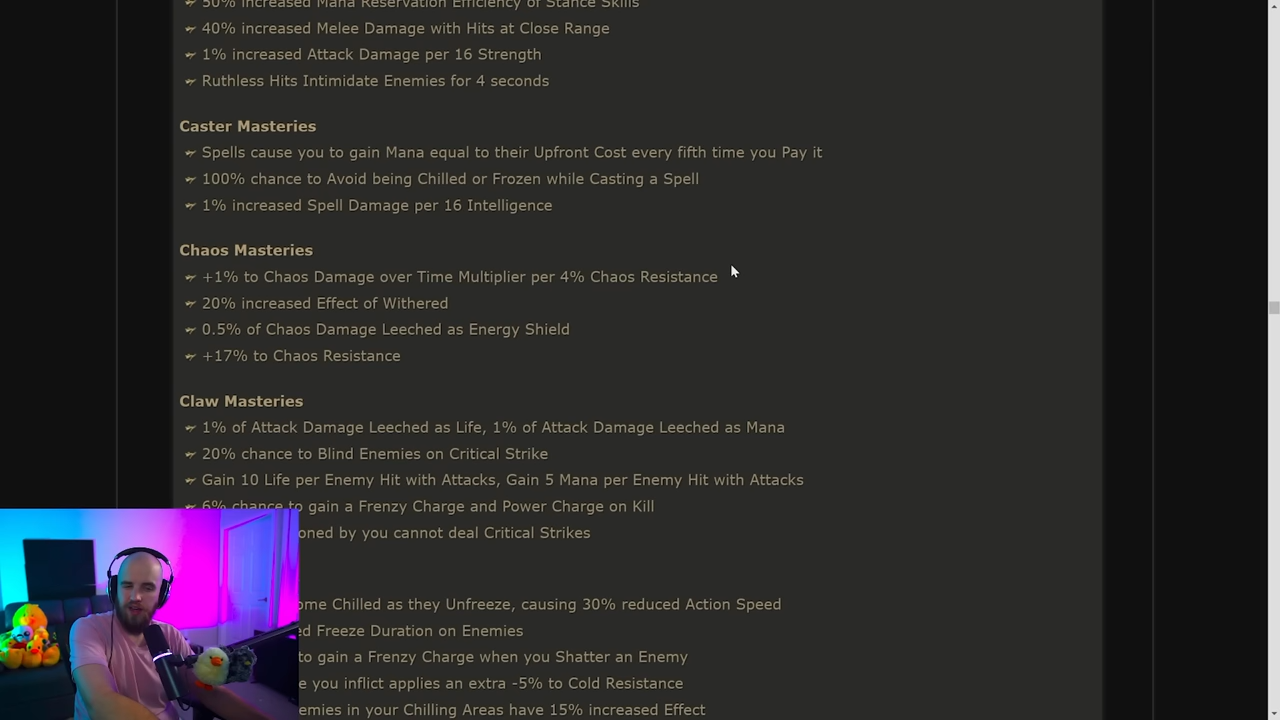 50% increased Mana Reservation Efficiency of Stance Skills
40% increased Melee Damage with Hits at Close Range
1% increased Attack Damage per 16 Strength
Ruthless Hits Intimidate Enemies for 4 seconds
Caster Masteries
Spells cause you to gain Mana equal to their Upfront Cost every fifth time you Pay it
100% chance to Avoid being Chilled or Frozen while Casting a Spell
1% increased Spell Damage per 16 Intelligence
Chaos Masteries
+1% to Chaos Damage over Time Multiplier per 4% Chaos Resistance
20% increased Effect of Withered
0.5% of Chaos Damage Leeched as Energy Shield
+17% to Chaos Resistance
Claw Masteries
1% of Attack Damage Leeched as Life, 1% of Attack Damage Leeched as Mana
20% chance to Blind Enemies on Critical Strike
Gain 10 Life per Enemy Hit with Attacks, Gain 5 Mana per Enemy Hit with Attacks
6% chance to gain a Frenzy Charge and Power Charge on Kill
oned by you cannot deal Critical Strikes
ome Chilled as they Unfreeze, causing 30% reduced Action Speed
ed Freeze Duration on Enemies
to gain a Frenzy Charge when you Shatter an Enemy
e you inflict applies an extra -5% to Cold Resistance
emies in your Chilling Areas have 15% increased Effect